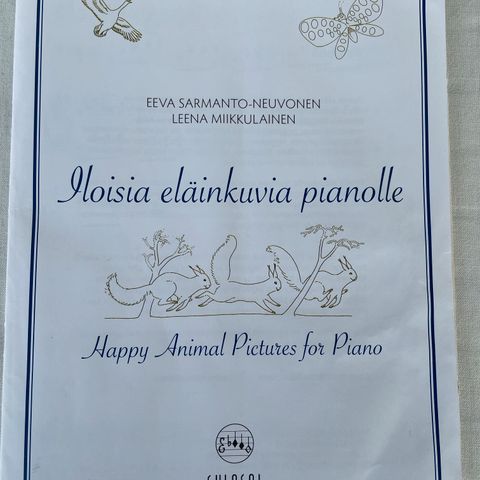 EEVA SARMANTO-NEUVONEN
LEENA MIIKKULAINEN
Iloisia eläinkuvia pianolle
Happy Animal Pictures for Piano